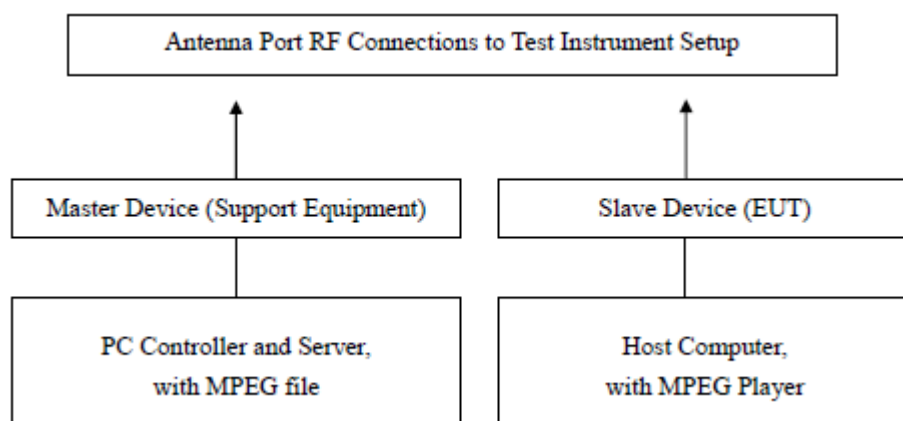 Antenna Port RF Connections to Test Instrument Setup
Master Device (Support Equipment)
Slave Device (EUT)
PC Controller and Server,
with MPEG file
Host Computer,
with MPEG Player